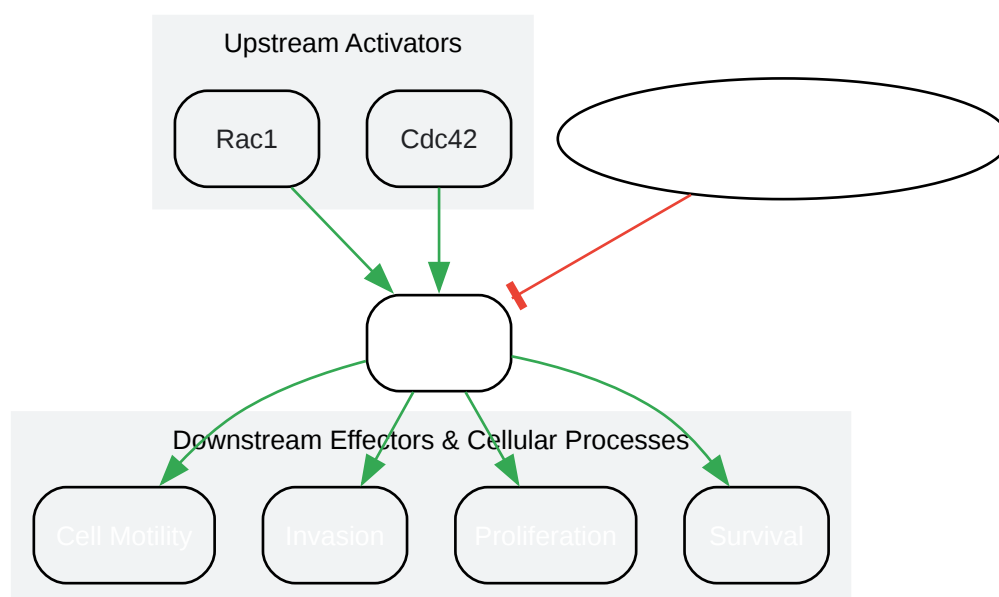 Upstream Activators
Rac1
Cdc42
Downstream Effectors & Cellular Processes
Cell Motility
Invasion
Proliferation
Survival